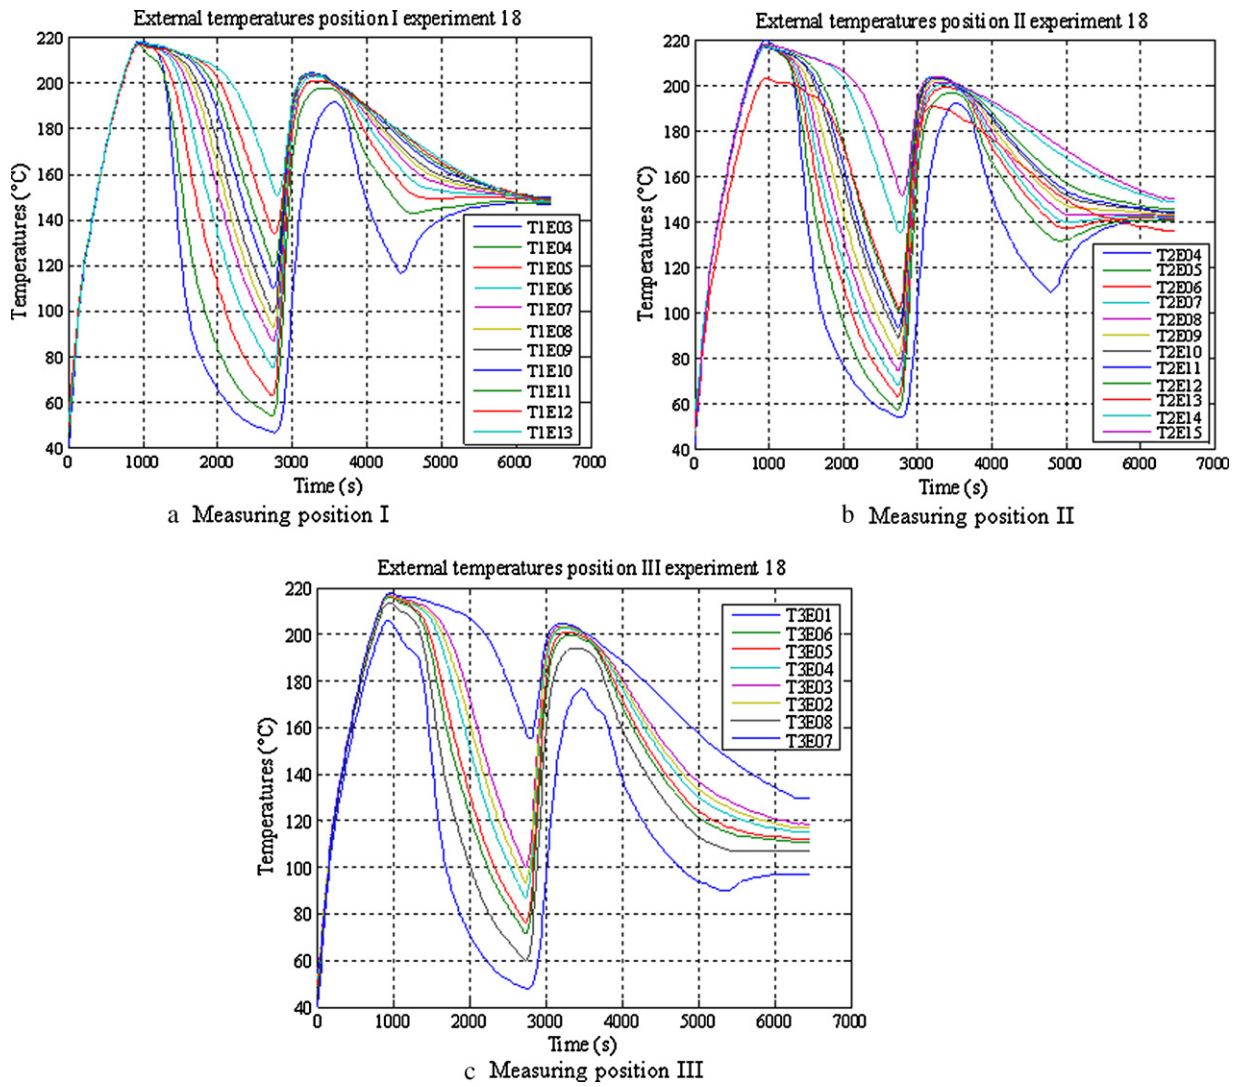 External temperatures position I experiment 18
220
200
180
160
140
120
100
80
60
40
Temperatures (°C)
T1E03
T1E04
T1E05
T1E06
T1E07
T1E08
T1E09
T1E10
T1E11
T1E12
T1E13
0 1000 2000 3000 4000 5000 6000 7000
Time (s)
a Measuring position I
External temperatures position II experiment 18
220
200
180
160
140
120
100
80
60
40
Temperatures (°C)
T2E04
T2E05
T2E06
T2E07
T2E08
T2E09
T2E10
T2E11
T2E12
T2E13
T2E14
T2E15
0 1000 2000 3000 4000 5000 6000 7000
Time (s)
b Measuring position II
External temperatures position III experiment 18
220
200
180
160
140
120
100
80
60
40
Temperatures (°C)
T3E01
T3E06
T3E05
T3E04
T3E03
T3E02
T3E08
T3E07
0 1000 2000 3000 4000 5000 6000 7000
Time (s)
c Measuring position III